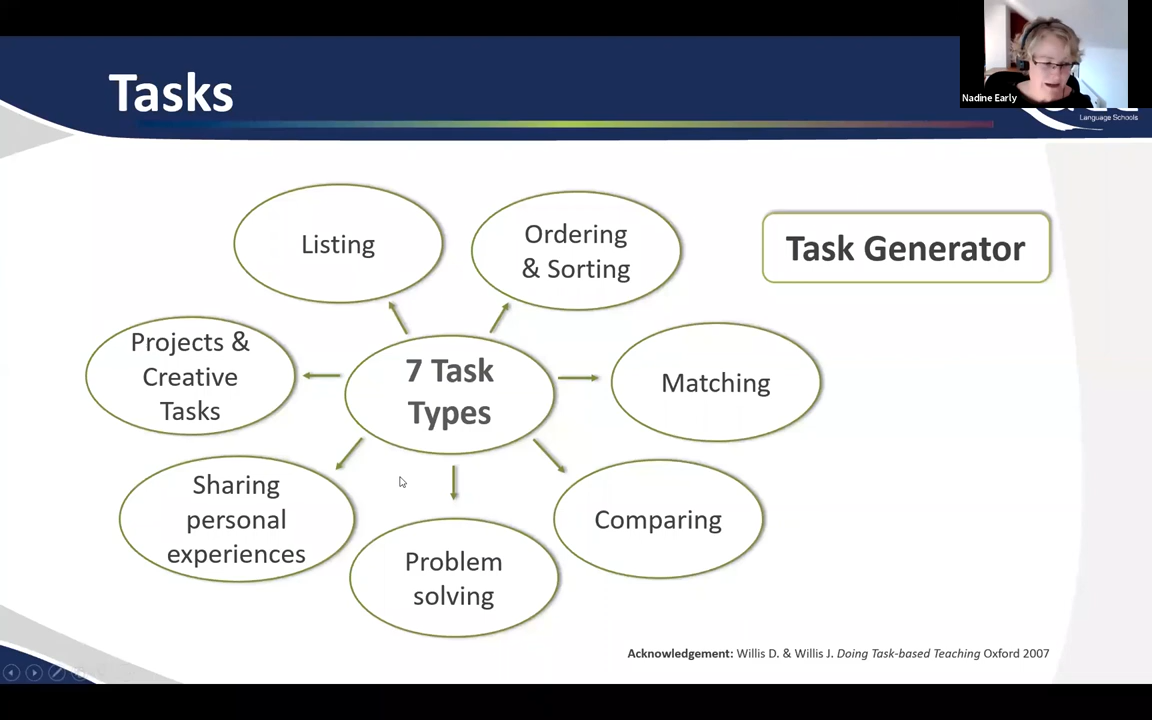 Tasks
Nadine Early
Language Schools
Listing
Ordering
& Sorting
Task Generator
Projects &
Creative
Tasks
7 Task
Types
Matching
Sharing
personal
experiences
Problem
solving
Comparing
Acknowledgement: Willis D. & Willis J. Doing Task-based Teaching Oxford 2007